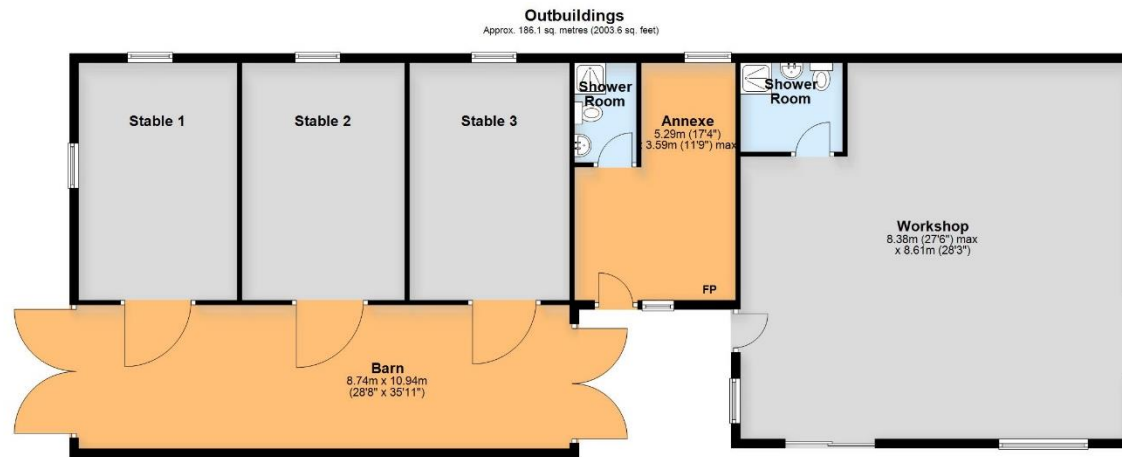 Outbuildings
Approx. 186.1 sq. metres (2003.6 sq. feet)
Stable 1
Stable 2
Stable 3
Shower
Room
Annexe
5.29m (17'4")
x 3.59m (11'9") max
Shower
Room
Workshop
8.38m (27'6") max
x 8.61m (28'3")
FP
Barn
8.74m x 10.94m
(28'8" x 35'11")